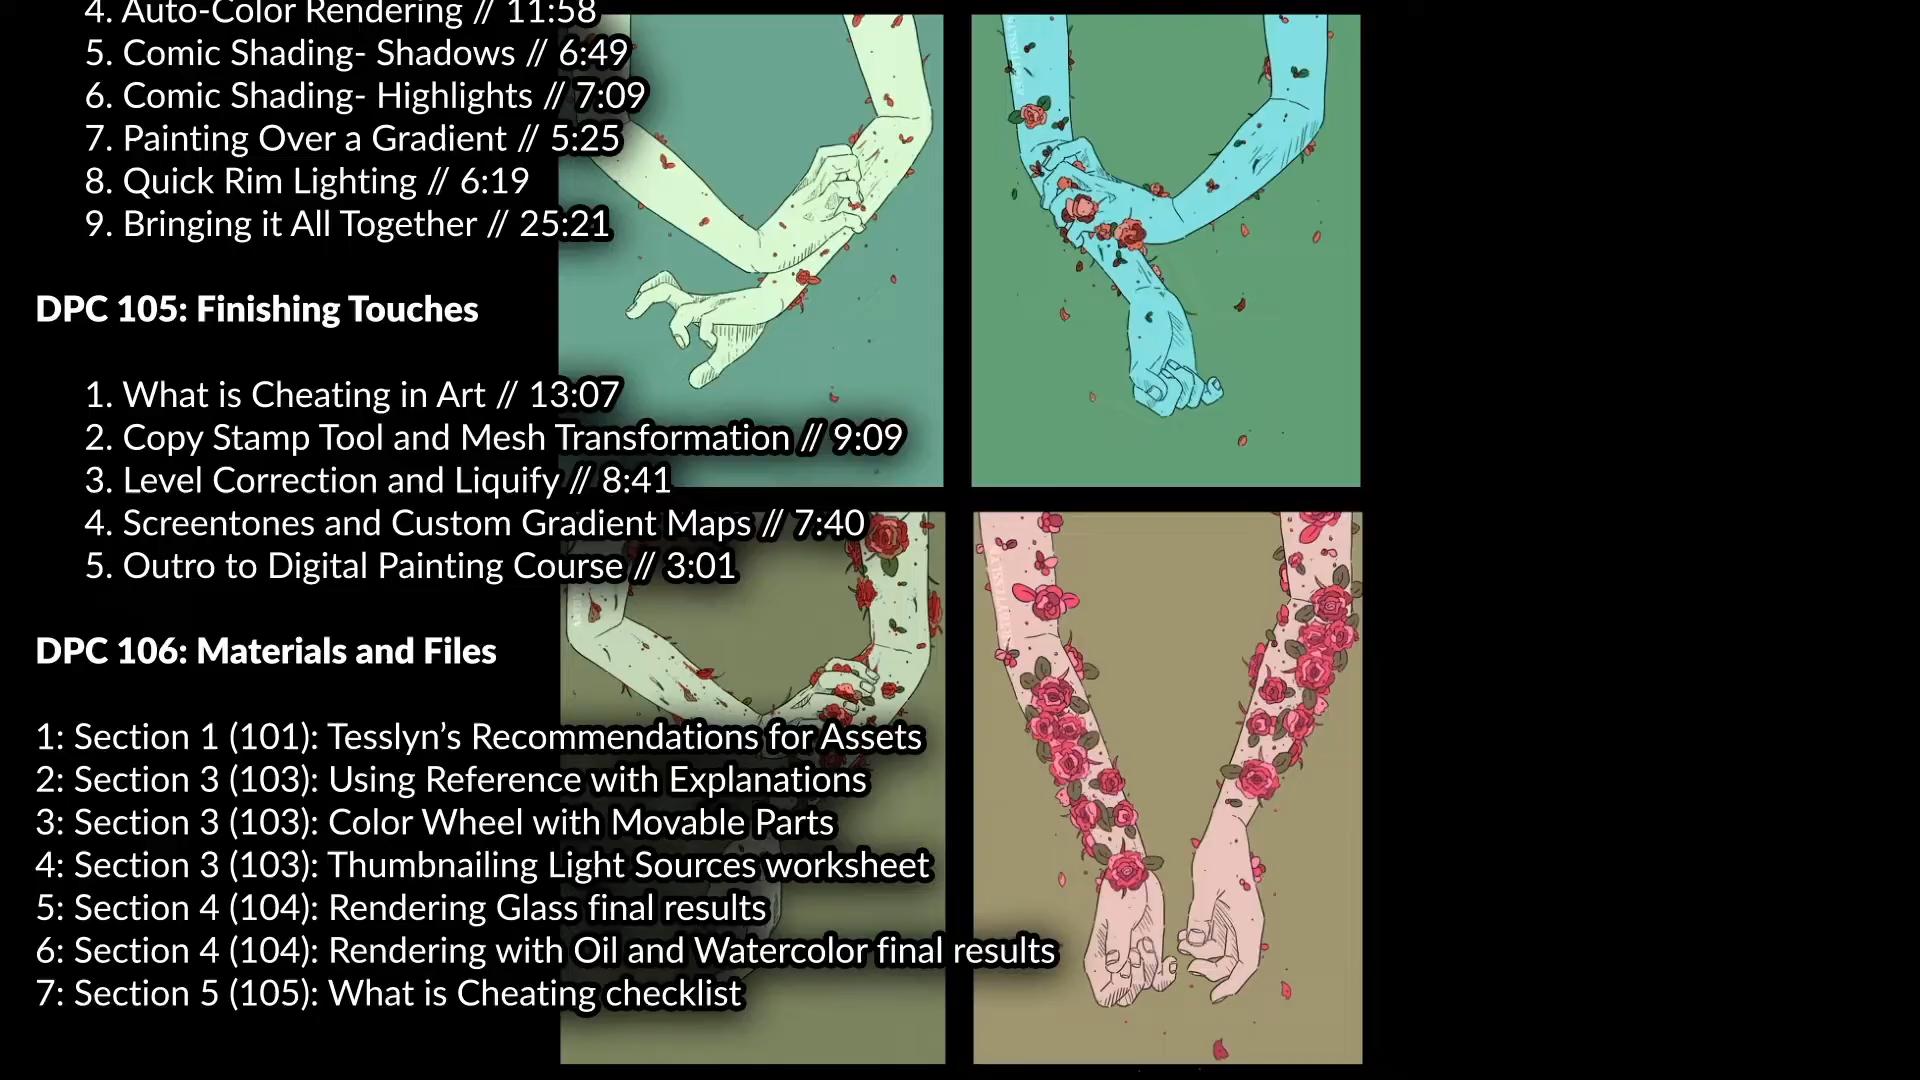 4. Auto-Color Rendering // 11:58
5. Comic Shading- Shadows // 6:49
6. Comic Shading- Highlights // 7:09
7. Painting Over a Gradient // 5:25
8. Quick Rim Lighting // 6:19
9. Bringing it All Together // 25:21
DPC 105: Finishing Touches
1. What is Cheating in Art // 13:07
2. Copy Stamp Tool and Mesh Transformation // 9:09
3. Level Correction and Liquify // 8:41
4. Screentones and Custom Gradient Maps // 7:40
5. Outro to Digital Painting Course // 3:01
DPC 106: Materials and Files
1: Section 1 (101): Tesslyn’s Recommendations for Assets
2: Section 3 (103): Using Reference with Explanations
3: Section 3 (103): Color Wheel with Movable Parts
4: Section 3 (103): Thumbnailing Light Sources worksheet
5: Section 4 (104): Rendering Glass final results
6: Section 4 (104): Rendering with Oil and Watercolor final results
7: Section 5 (105): What is Cheating checklist